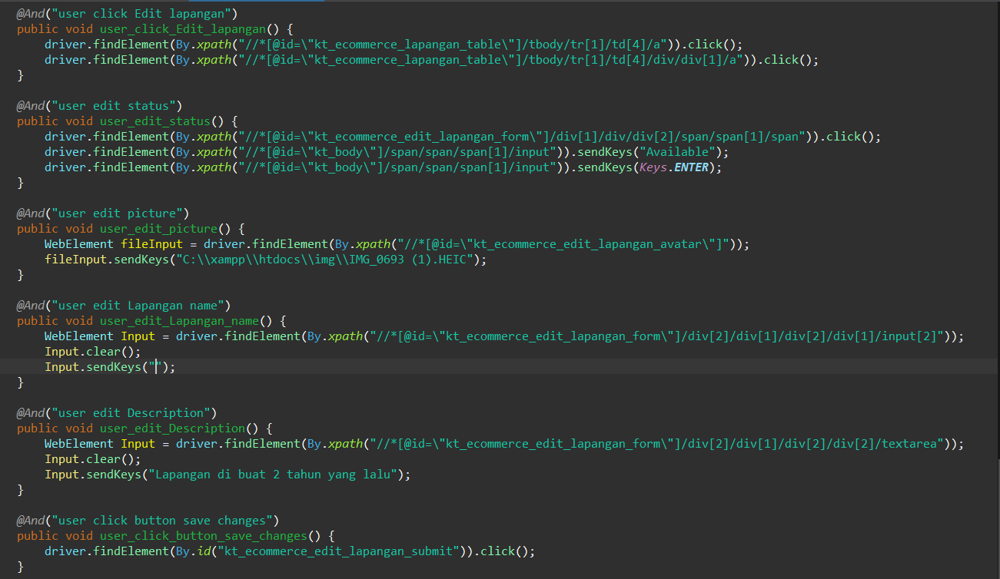 @And("user click Edit lapangan")
public void user_click_Edit_lapangan() {
driver.findElement(By.xpath("//*[@id=\"kt_ecommerce_lapangan_table\"]/tbody/tr[1]/td[4]/a")).click();
driver.findElement(By.xpath("//*[@id=\"kt_ecommerce_lapangan_table\"]/tbody/tr[1]/td[4]/div/div[1]/a")).click();
}
@And("user edit status")
public void user_edit_status() {
driver.findElement(By.xpath("//*[@id=\"kt_ecommerce_edit_lapangan_form\"]/div[1]/div/div[2]/span/span[1]/span")).click();
driver.findElement(By.xpath("//*[@id=\"kt_body\"]/span/span/span[1]/input")).sendKeys("Available");
driver.findElement(By.xpath("//*[@id=\"kt_body\"]/span/span/span[1]/input")).sendKeys(Keys.ENTER);
}
@And("user edit picture")
public void user_edit_picture() {
WebElement fileInput = driver.findElement(By.xpath("//*[@id=\"kt_ecommerce_edit_lapangan_avatar\"]"));
fileInput.sendKeys("C:\\xampp\\htdocs\\img\\IMG_0693 (1).HEIC");
}
@And("user edit Lapangan name")
public void user_edit_Lapangan_name() {
WebElement Input = driver.findElement(By.xpath("//*[@id=\"kt_ecommerce_edit_lapangan_form\"]/div[2]/div[1]/div[2]/div[1]/input[2]"));
Input.clear();
Input.sendKeys("");
}
@And("user edit Description")
public void user_edit_Description() {
WebElement Input = driver.findElement(By.xpath("//*[@id=\"kt_ecommerce_edit_lapangan_form\"]/div[2]/div[1]/div[2]/div[2]/textarea"));
Input.clear();
Input.sendKeys("Lapangan di buat 2 tahun yang lalu");
}
@And("user click button save changes")
public void user_click_button_save_changes() {
driver.findElement(By.id("kt_ecommerce_edit_lapangan_submit")).click();
}